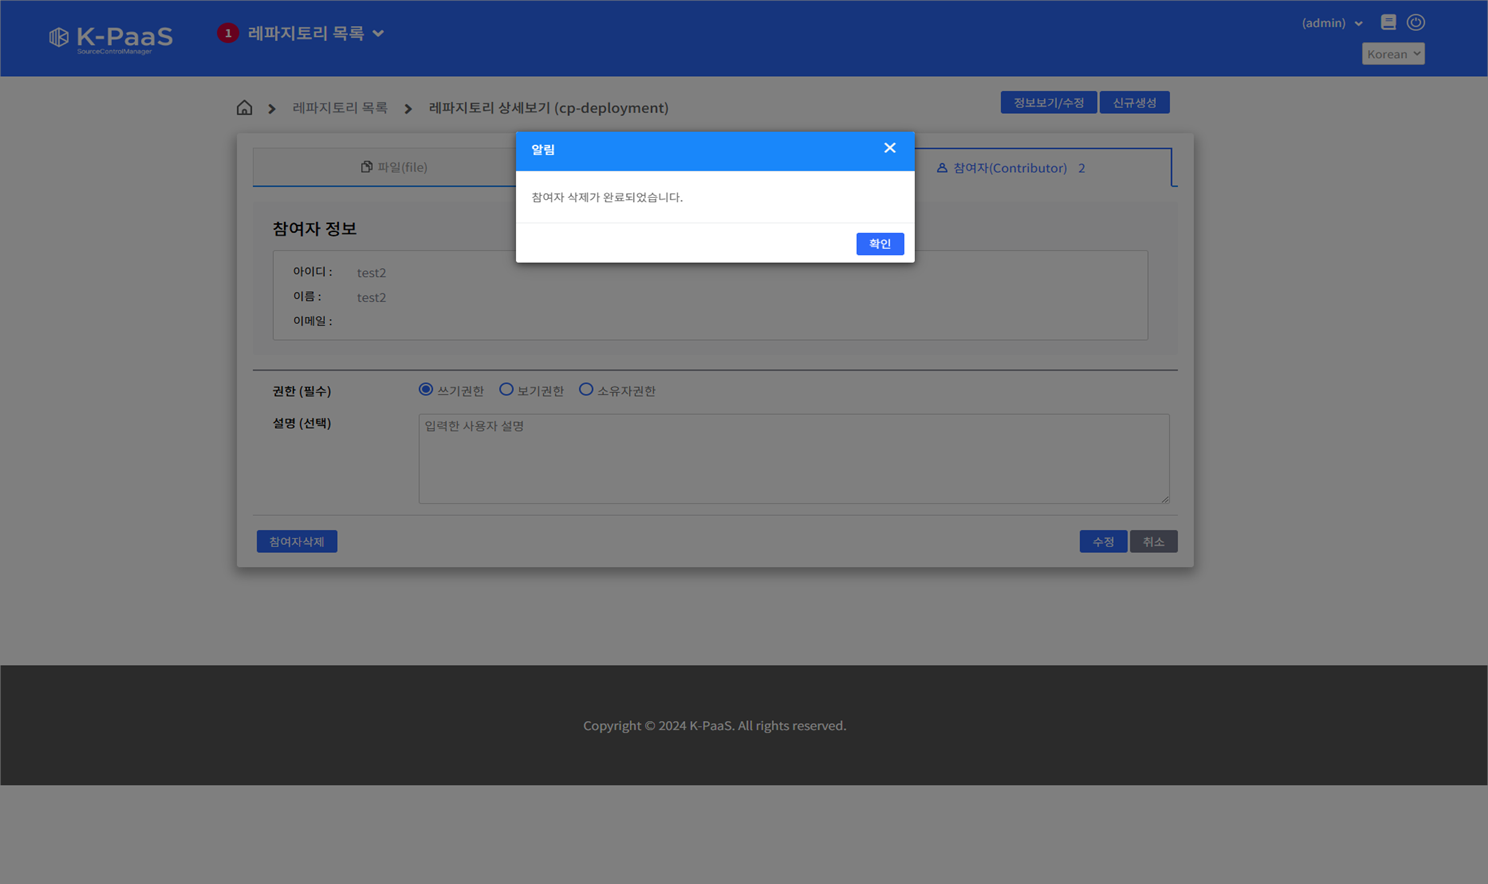 K-PaaS
SourceControlManager
1 레파지토리 목록
(admin)
Korean
레파지토리 목록
레파지토리 상세보기 (cp-deployment)
정보보기/수정
신규생성
알림
파일(file)
참여자(Contributor) 2
참여자 삭제가 완료되었습니다.
확인
참여자 정보
아이디 : test2
이름 : test2
이메일 :
권한 (필수)
쓰기권한
보기권한
소유자권한
설명 (선택)
입력한 사용자 설명
참여자삭제
수정
취소
Copyright © 2024 K-PaaS. All rights reserved.